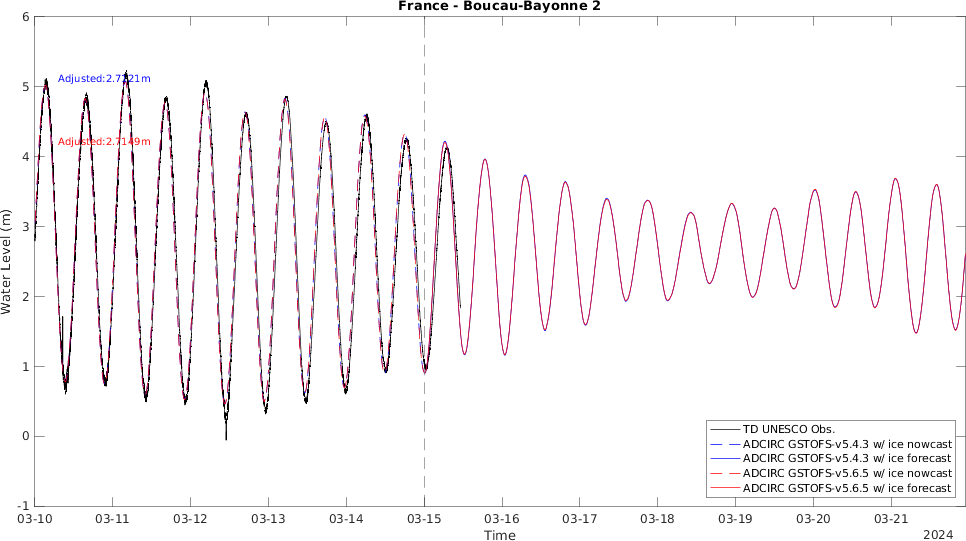 France - Boucau-Bayonne 2
6
5
4
3
2
1
0
-1
Water Level (m)
Adjusted:2.7221m
Adjusted:2.7149m
TD UNESCO Obs.
ADCIRC GSTOFS-v5.4.3 w/ ice nowcast
ADCIRC GSTOFS-v5.4.3 w/ ice forecast
ADCIRC GSTOFS-v5.6.5 w/ ice nowcast
ADCIRC GSTOFS-v5.6.5 w/ ice forecast
03-10 03-11 03-12 03-13 03-14 03-15 03-16 03-17 03-18 03-19 03-20 03-21
Time
2024